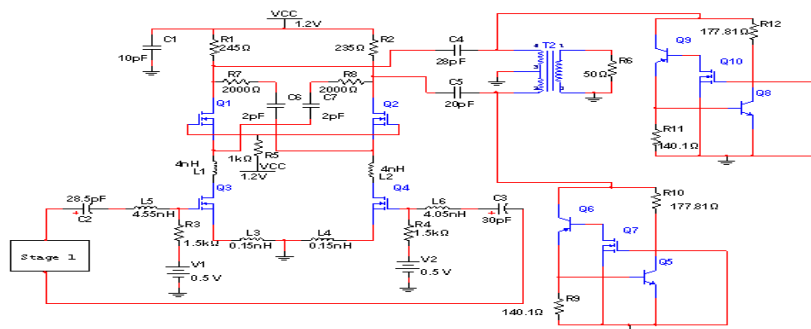 VCC
1.2V
C1
10pF
R1
245Ω
R2
235Ω
C4
28pF
T2
R6
50Ω
R12
177.81Ω
Q9
Q10
Q8
R11
140.1Ω
R7
2000Ω
R8
2000Ω
C6
C7
2pF
2pF
C5
20pF
Q1
Q2
R5
1kΩ
VCC
1.2V
4nH
L1
4nH
L2
28.5pF
C2
L5
4.55nH
Q3
Q4
L6
4.05nH
C3
30pF
R3
1.5kΩ
L3
0.15nH
L4
0.15nH
R4
1.5kΩ
V1
0.5 V
V2
0.5 V
Stage 1
Q6
Q7
R10
177.81Ω
Q5
R9
140.1Ω